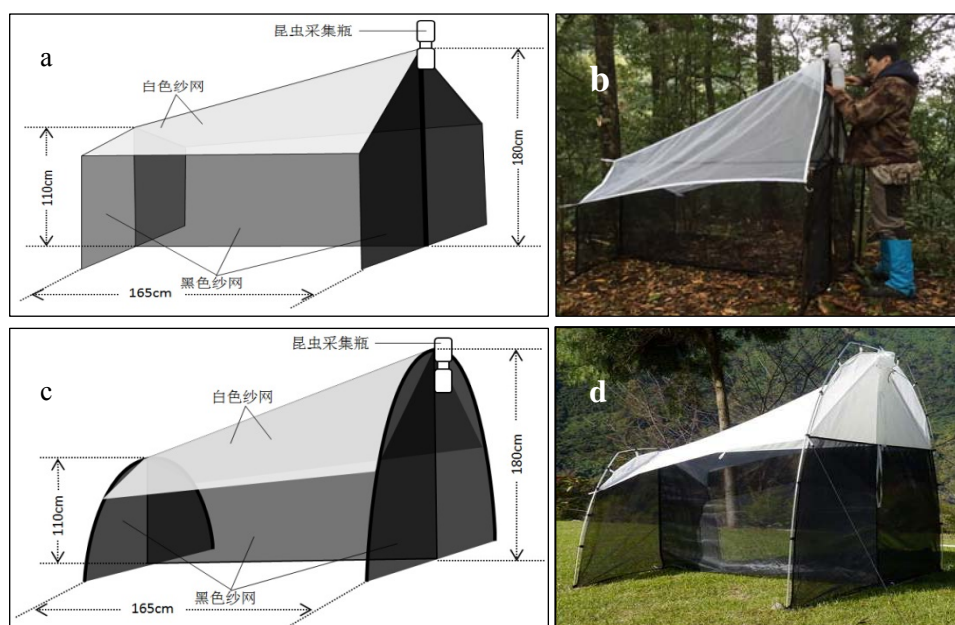 a
昆虫采集瓶
白色纱网
110cm
180cm
黑色纱网
165cm
b
c
昆虫采集瓶
白色纱网
110cm
180cm
黑色纱网
165cm
d